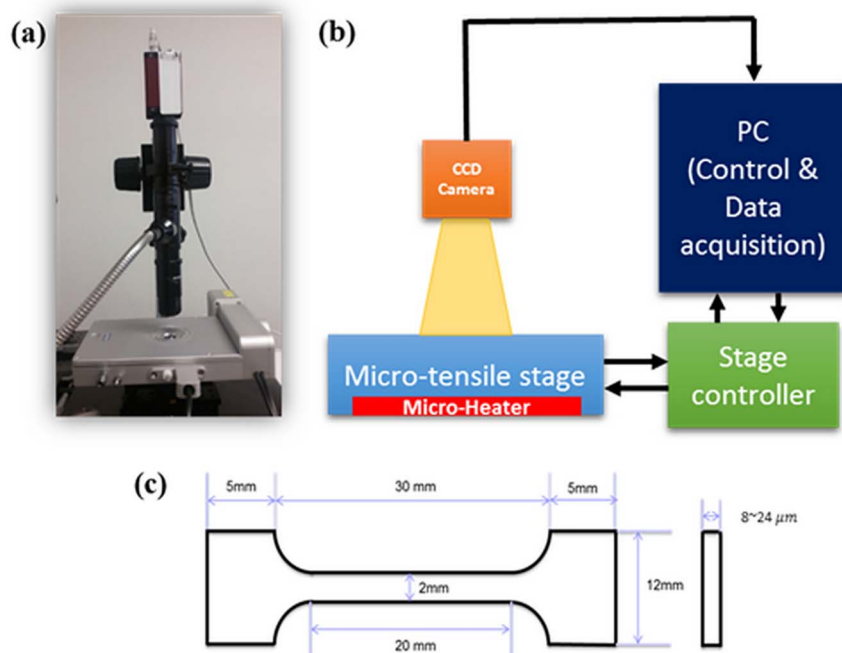 (a)
(b)
CCD
Camera
PC
(Control &
Data
acquisition)
Micro-tensile stage
Micro-Heater
Stage
controller
(c)
5mm
30 mm
5mm
8~24 μm
2mm
12mm
20 mm